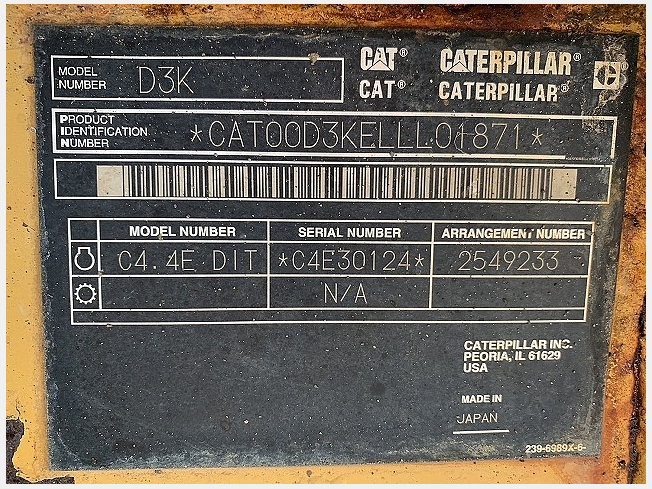 MODEL NUMBER D3K
CAT® CATERPILLAR® C®
CAT® CATERPILLAR®
PRODUCT IDENTIFICATION NUMBER *CAT00D3KELLL01871*
MODEL NUMBER SERIAL NUMBER ARRANGEMENT NUMBER
C4.4E DIT *C4E30124* 2549233
N/A
CATERPILLAR INC.
PEORIA, IL 61629
USA
MADE IN
JAPAN
239-6989X-6-